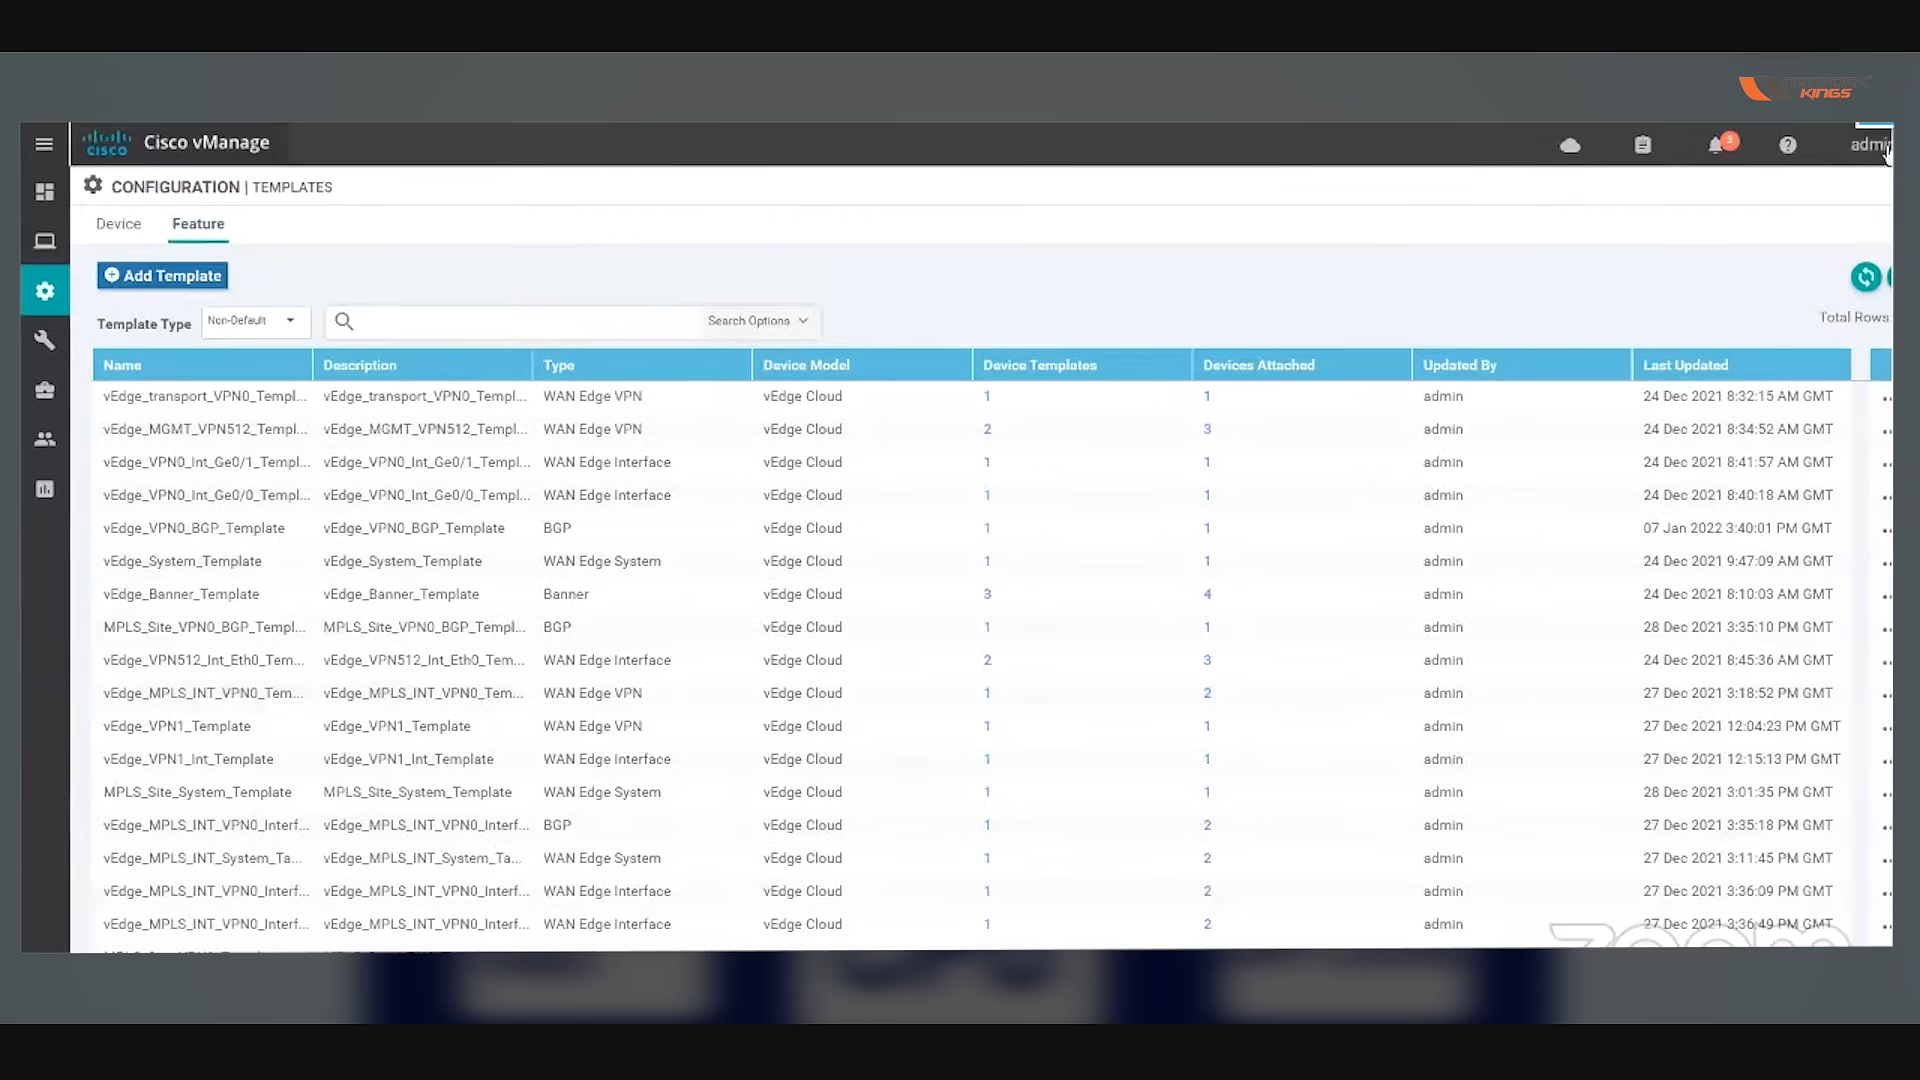 NETWORK
KINGS
CISCO Cisco vManage 3 admi
CONFIGURATION | TEMPLATES
Device Feature
Add Template
Template Type Non-Default Search Options
Total Rows:
Name Description Type Device Model Device Templates Devices Attached Updated By Last Updated
vEdge_transport_VPN0_Templ... vEdge_transport_VPN0_Templ... WAN Edge VPN vEdge Cloud 1 1 admin 24 Dec 2021 8:32:15 AM GMT
vEdge_MGMT_VPN512_Templ... vEdge_MGMT_VPN512_Templ... WAN Edge VPN vEdge Cloud 2 3 admin 24 Dec 2021 8:34:52 AM GMT
vEdge_VPN0_Int_Ge0/1_Templ... vEdge_VPN0_Int_Ge0/1_Templ... WAN Edge Interface vEdge Cloud 1 1 admin 24 Dec 2021 8:41:57 AM GMT
vEdge_VPN0_Int_Ge0/0_Templ... vEdge_VPN0_Int_Ge0/0_Templ... WAN Edge Interface vEdge Cloud 1 1 admin 24 Dec 2021 8:40:18 AM GMT
vEdge_VPN0_BGP_Template vEdge_VPN0_BGP_Template BGP vEdge Cloud 1 1 admin 07 Jan 2022 3:40:01 PM GMT
vEdge_System_Template vEdge_System_Template WAN Edge System vEdge Cloud 1 1 admin 24 Dec 2021 9:47:09 AM GMT
vEdge_Banner_Template vEdge_Banner_Template Banner vEdge Cloud 3 4 admin 24 Dec 2021 8:10:03 AM GMT
MPLS_Site_VPN0_BGP_Templ... MPLS_Site_VPN0_BGP_Templ... BGP vEdge Cloud 1 1 admin 28 Dec 2021 3:35:10 PM GMT
vEdge_VPN512_Int_Eth0_Tem... vEdge_VPN512_Int_Eth0_Tem... WAN Edge Interface vEdge Cloud 2 3 admin 24 Dec 2021 8:45:36 AM GMT
vEdge_MPLS_INT_VPN0_Tem... vEdge_MPLS_INT_VPN0_Tem... WAN Edge VPN vEdge Cloud 1 2 admin 27 Dec 2021 3:18:52 PM GMT
vEdge_VPN1_Template vEdge_VPN1_Template WAN Edge VPN vEdge Cloud 1 1 admin 27 Dec 2021 12:04:23 PM GMT
vEdge_VPN1_Int_Template vEdge_VPN1_Int_Template WAN Edge Interface vEdge Cloud 1 1 admin 27 Dec 2021 12:15:13 PM GMT
MPLS_Site_System_Template MPLS_Site_System_Template WAN Edge System vEdge Cloud 1 1 admin 28 Dec 2021 3:01:35 PM GMT
vEdge_MPLS_INT_VPN0_Interf... vEdge_MPLS_INT_VPN0_Interf... BGP vEdge Cloud 1 2 admin 27 Dec 2021 3:35:18 PM GMT
vEdge_MPLS_INT_System_Ta... vEdge_MPLS_INT_System_Ta... WAN Edge System vEdge Cloud 1 2 admin 27 Dec 2021 3:11:45 PM GMT
vEdge_MPLS_INT_VPN0_Interf... vEdge_MPLS_INT_VPN0_Interf... WAN Edge Interface vEdge Cloud 1 2 admin 27 Dec 2021 3:36:09 PM GMT
vEdge_MPLS_INT_VPN0_Interf... vEdge_MPLS_INT_VPN0_Interf... WAN Edge Interface vEdge Cloud 1 2 admin 27 Dec 2021 3:36:49 PM GMT
zoom